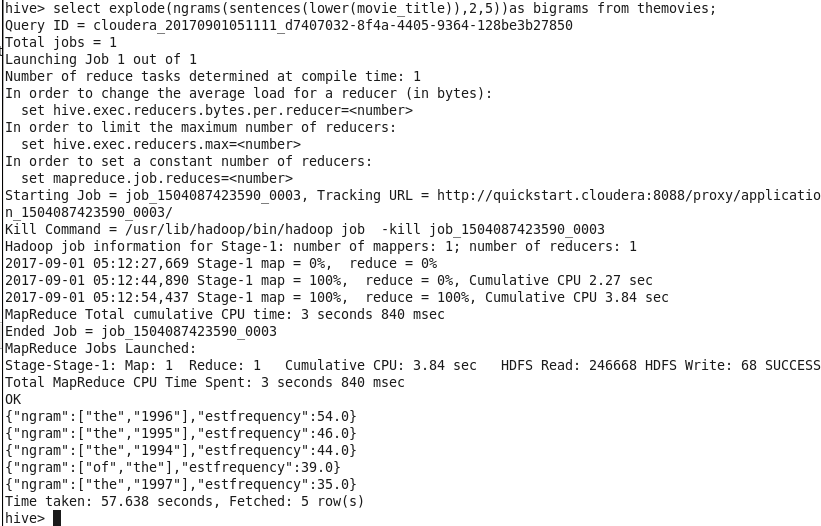 hive> select explode(ngrams(sentences(lower(movie_title)),2,5))as bigrams from themovies;
Query ID = cloudera_20170901051111_d7407032-8f4a-4405-9364-128be3b27850
Total jobs = 1
Launching Job 1 out of 1
Number of reduce tasks determined at compile time: 1
In order to change the average load for a reducer (in bytes):
  set hive.exec.reducers.bytes.per.reducer=<number>
In order to limit the maximum number of reducers:
  set hive.exec.reducers.max=<number>
In order to set a constant number of reducers:
  set mapreduce.job.reduces=<number>
Starting Job = job_1504087423590_0003, Tracking URL = http://quickstart.cloudera:8088/proxy/applicatio
n_1504087423590_0003/
Kill Command = /usr/lib/hadoop/bin/hadoop job  -kill job_1504087423590_0003
Hadoop job information for Stage-1: number of mappers: 1; number of reducers: 1
2017-09-01 05:12:27,669 Stage-1 map = 0%,  reduce = 0%
2017-09-01 05:12:44,890 Stage-1 map = 100%,  reduce = 0%, Cumulative CPU 2.27 sec
2017-09-01 05:12:54,437 Stage-1 map = 100%,  reduce = 100%, Cumulative CPU 3.84 sec
MapReduce Total cumulative CPU time: 3 seconds 840 msec
Ended Job = job_1504087423590_0003
MapReduce Jobs Launched:
Stage-Stage-1: Map: 1  Reduce: 1   Cumulative CPU: 3.84 sec   HDFS Read: 246668 HDFS Write: 68 SUCCESS
Total MapReduce CPU Time Spent: 3 seconds 840 msec
OK
{"ngram":["the","1996"],"estfrequency":54.0}
{"ngram":["the","1995"],"estfrequency":46.0}
{"ngram":["the","1994"],"estfrequency":44.0}
{"ngram":["of","the"],"estfrequency":39.0}
{"ngram":["the","1997"],"estfrequency":35.0}
Time taken: 57.638 seconds, Fetched: 5 row(s)
hive>